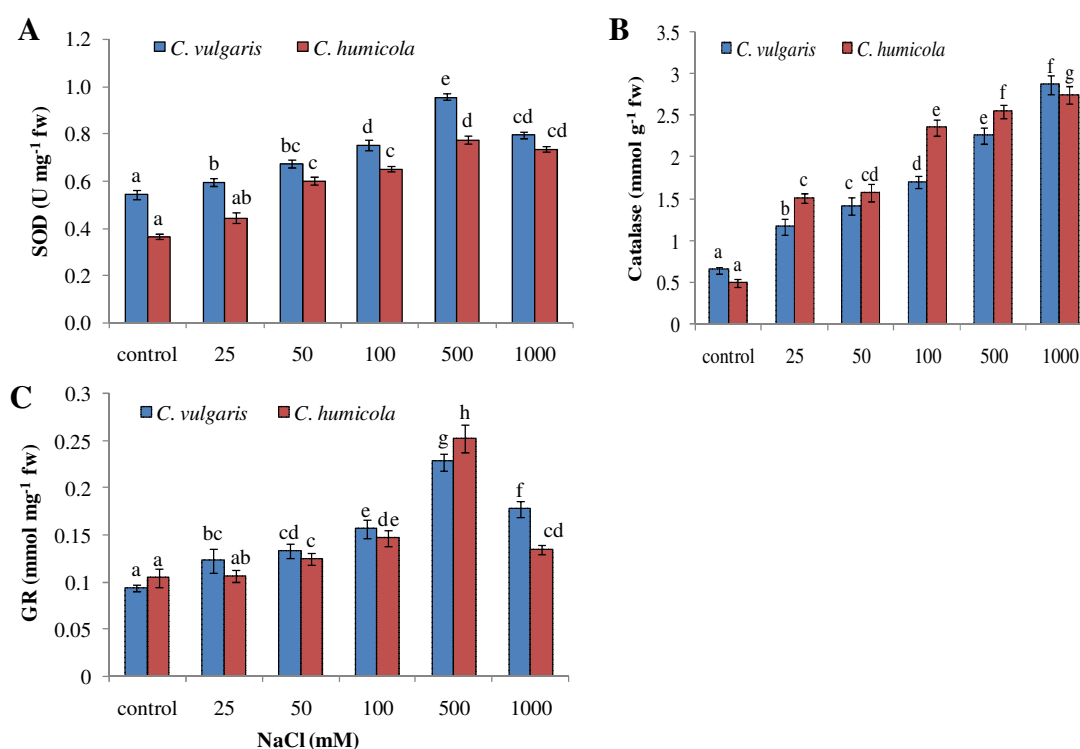 A
C. vulgaris C. humicola
SOD (U mg⁻¹ fw)
1.2
1.0
0.8
0.6
0.4
0.2
0.0
a a b ab bc c d c e d cd cd
control 25 50 100 500 1000
B
C. vulgaris C. humicola
Catalase (mmol g⁻¹ fw)
3.5
3
2.5
2
1.5
1
0.5
0
a a b c c cd d e e f f g
control 25 50 100 500 1000
C
C. vulgaris C. humicola
GR (mmol mg⁻¹ fw)
0.3
0.25
0.2
0.15
0.1
0.05
0
a a bc ab cd c e de g h f cd
control 25 50 100 500 1000
NaCl (mM)